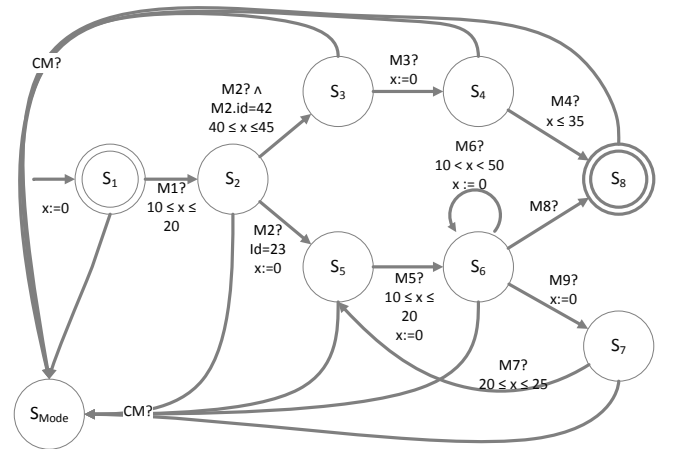 CM?
M2? ∧
M2.id=42
40 ≤ x ≤45
S3
M3?
x:=0
S4
M4?
x ≤ 35
M6?
10 < x < 50
x := 0
S1
x:=0
M1?
10 ≤ x ≤
20
S2
M2?
Id=23
x:=0
S8
M8?
S5
M5?
10 ≤ x ≤
20
x:=0
S6
M9?
x:=0
S7
M7?
20 ≤ x ≤ 25
SMode
CM?